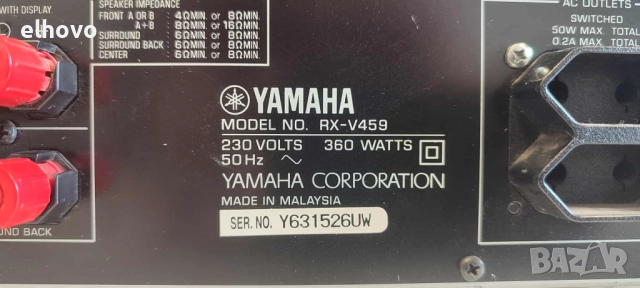 elhovo
WITH DISPLAY.
SPEAKER IMPEDANCE
FRONT A OR B : 4ΩMIN. or 8ΩMIN.
A+B : 8ΩMIN. or 16ΩMIN.
SURROUND : 6ΩMIN. or 8ΩMIN.
SURROUND BACK : 6ΩMIN. or 8ΩMIN.
CENTER : 6ΩMIN. or 8ΩMIN.
AC OUTLETS
SWITCHED
50W MAX. TOTAL
0.2A MAX. TOTAL
YAMAHA
MODEL NO. RX-V459
230 VOLTS 360 WATTS
50Hz ~
YAMAHA CORPORATION
MADE IN MALAYSIA
SER. NO. Y631526UW
UND BACK
BAZAR